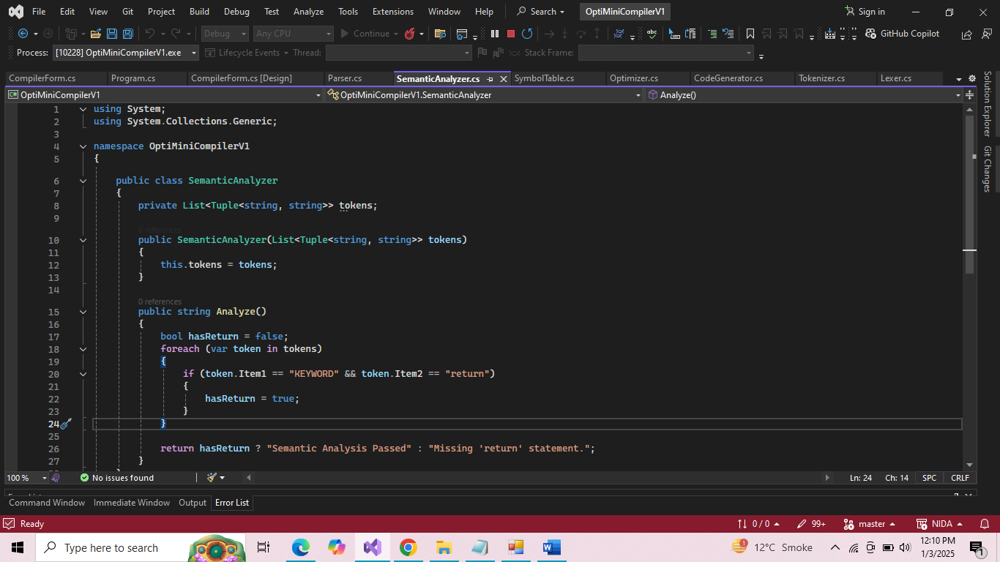 File Edit View Git Project Build Debug Test Analyze Tools Extensions Window Help Search OptiMiniCompilerV1 Sign in
Debug Any CPU Continue abc GitHub Copilot
Process: [10228] OptiMiniCompilerV1.exe Lifecycle Events Thread: Stack Frame:
CompilerForm.cs Program.cs CompilerForm.cs [Design] Parser.cs SemanticAnalyzer.cs SymbolTable.cs Optimizer.cs CodeGenerator.cs Tokenizer.cs Lexer.cs
C# OptiMiniCompilerV1 OptiMiniCompilerV1.SemanticAnalyzer Analyze()
Solution Explorer
Git Changes
1 using System;
2 using System.Collections.Generic;
3
4 namespace OptiMiniCompilerV1
5 {
6 public class SemanticAnalyzer
7 {
8 private List<Tuple<string, string>> tokens;
9
0 references
10 public SemanticAnalyzer(List<Tuple<string, string>> tokens)
11 {
12 this.tokens = tokens;
13 }
14
0 references
15 public string Analyze()
16 {
17 bool hasReturn = false;
18 foreach (var token in tokens)
19 {
20 if (token.Item1 == "KEYWORD" && token.Item2 == "return")
21 {
22 hasReturn = true;
23 }
24 }
25
26 return hasReturn ? "Semantic Analysis Passed" : "Missing 'return' statement.";
27 }
100 % No issues found Ln: 24 Ch: 14 SPC CRLF
Command Window Immediate Window Output Error List
Ready 0 / 0 99+ master NIDA
Type here to search 1 12°C Smoke 12:10 PM
1/3/2025 1